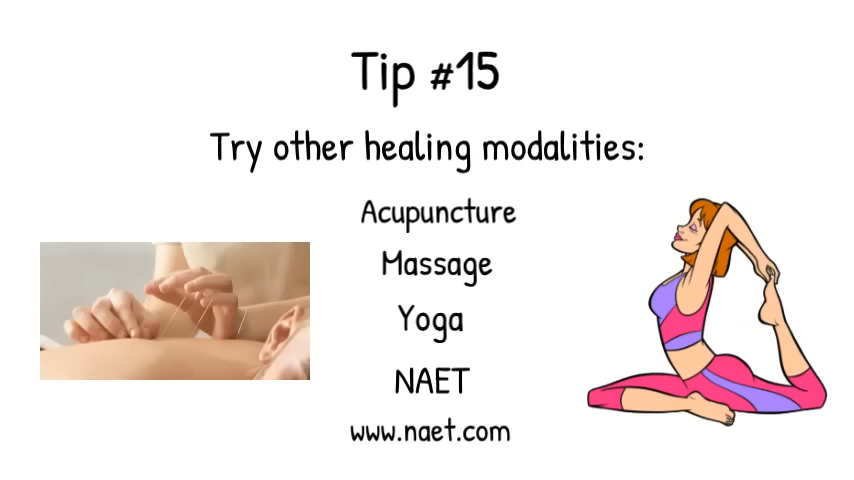 Tip #15
Try other healing modalities:
Acupuncture
Massage
Yoga
NAET
www.naet.com